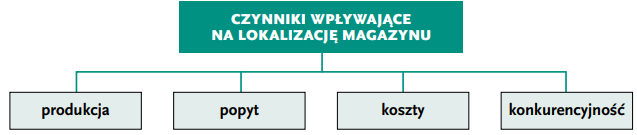 CZYNNIKI WPŁYWAJĄCE
NA LOKALIZACJĘ MAGAZYNU
produkcja
popyt
koszty
konkurencyjność